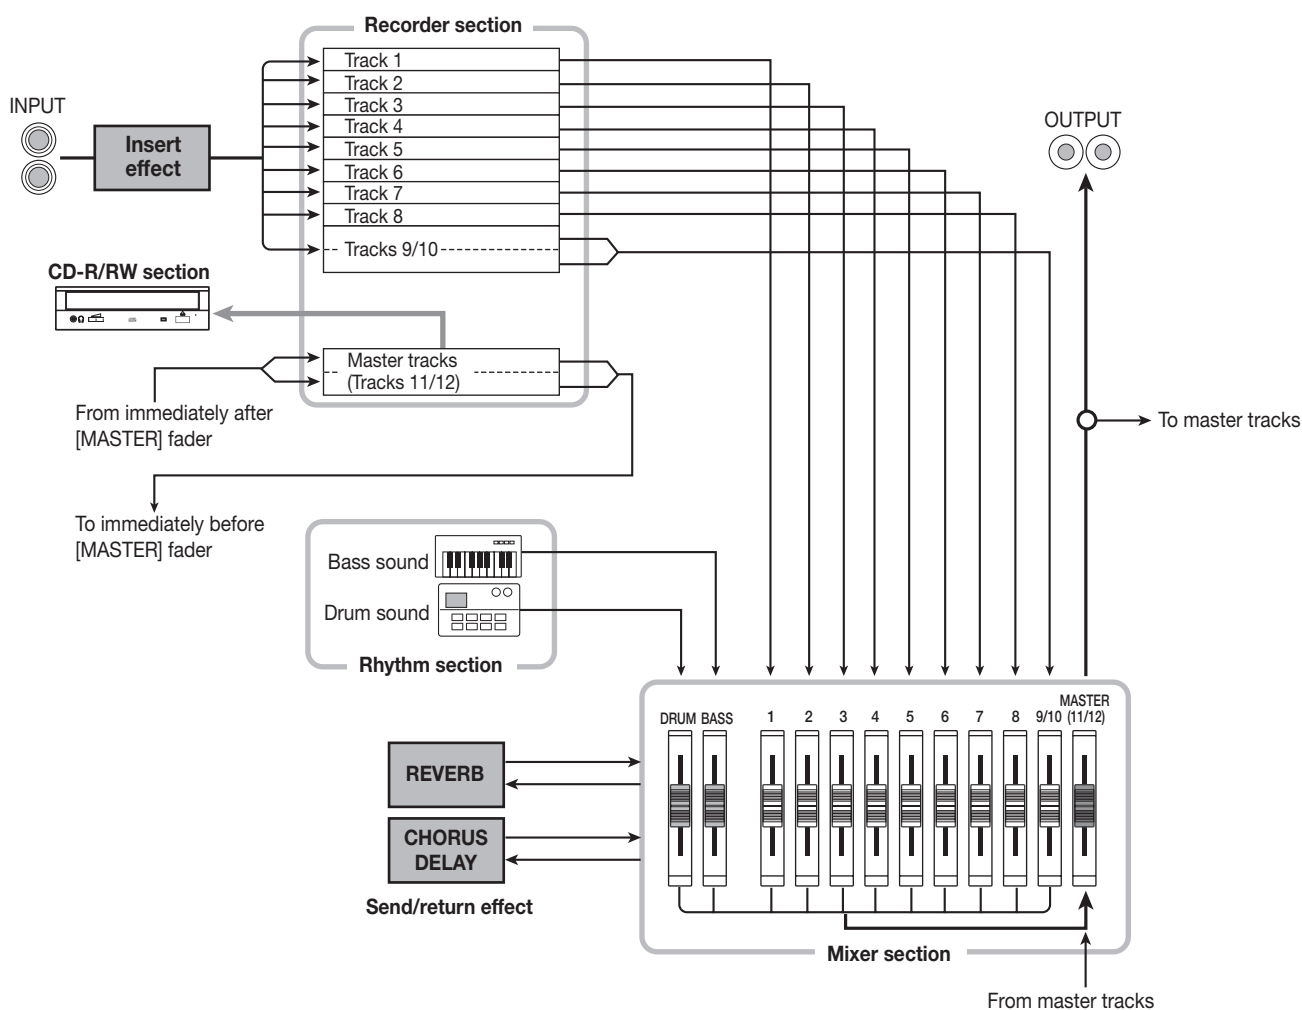 Recorder section
Track 1
Track 2
Track 3
Track 4
Track 5
Track 6
Track 7
Track 8
Tracks 9/10
INPUT
Insert
effect
OUTPUT
CD-R/RW section
Master tracks
(Tracks 11/12)
From immediately after
[MASTER] fader
To master tracks
To immediately before
[MASTER] fader
Bass sound
Drum sound
Rhythm section
MASTER
DRUM BASS 1 2 3 4 5 6 7 8 9/10 (11/12)
REVERB
CHORUS
DELAY
Send/return effect
Mixer section
From master tracks